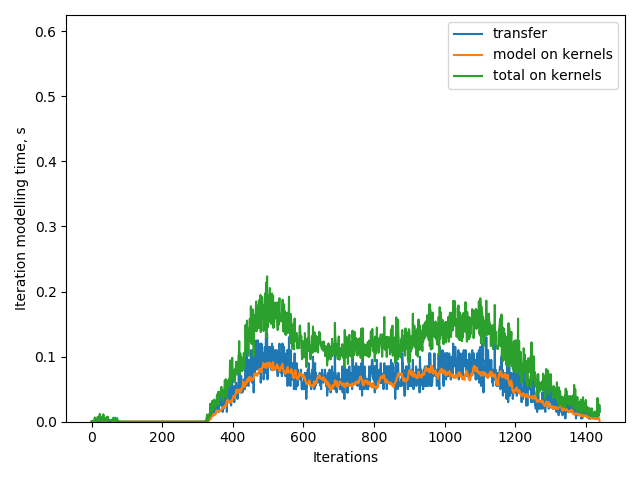 transfer
model on kernels
total on kernels
Iteration modelling time, s
0.6
0.5
0.4
0.3
0.2
0.1
0.0
0 200 400 600 800 1000 1200 1400
Iterations